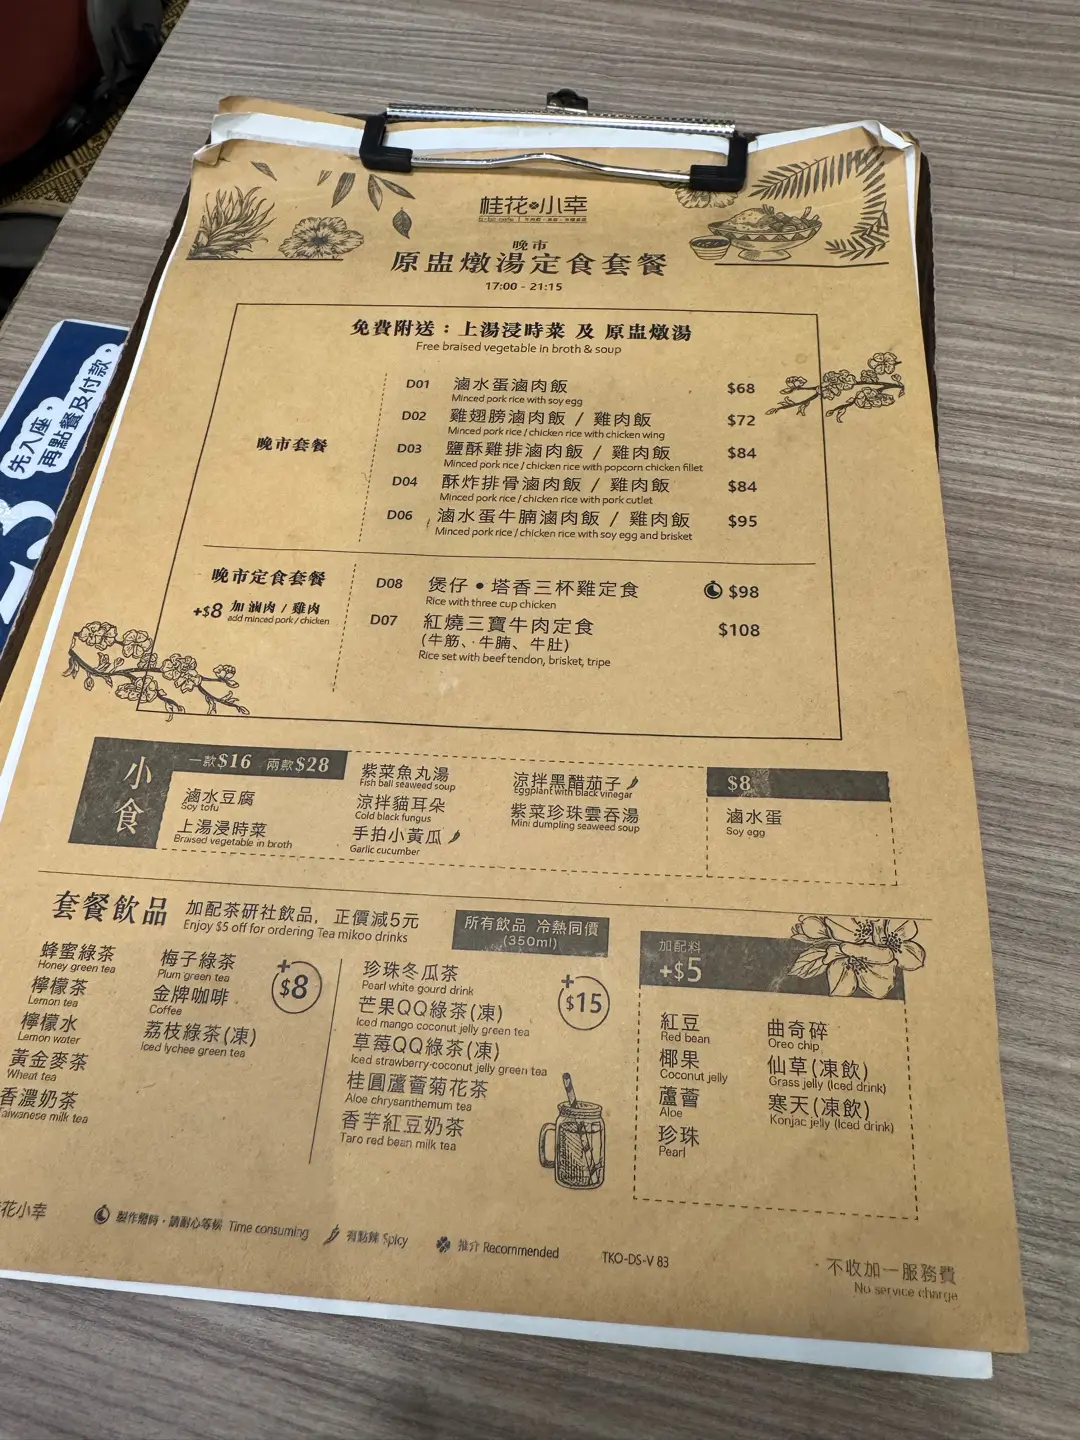 桂花小幸
晚市
原盅燉湯定食套餐
17:00 - 21:15
先入座，
再點餐及付款，
免費附送：上湯浸時菜 及 原盅燉湯
Free braised vegetable in broth & soup
晚市套餐
D01 滷水蛋滷肉飯 $68
Minced pork rice with soy egg
D02 雞翅膀滷肉飯 / 雞肉飯 $72
Minced pork rice / chicken rice with chicken wing
D03 鹽酥雞排滷肉飯 / 雞肉飯 $84
Minced pork rice / chicken rice with popcorn chicken fillet
D04 酥炸排骨滷肉飯 / 雞肉飯 $84
Minced pork rice / chicken rice with pork cutlet
D06 滷水蛋牛腩滷肉飯 / 雞肉飯 $95
Minced pork rice / chicken rice with soy egg and brisket
晚市定食套餐
+$8 加滷肉 / 雞肉
add minced pork / chicken
D08 煲仔•塔香三杯雞定食 $98
Rice with three cup chicken
D07 紅燒三寶牛肉定食 $108
(牛筋、牛腩、牛肚)
Rice set with beef tendon, brisket, tripe
小食
一款$16 兩款$28
滷水豆腐
Soy tofu
上湯浸時菜
Braised vegetable in broth
紫菜魚丸湯
Fish ball seaweed soup
涼拌貓耳朵
Cold black fungus
手拍小黃瓜
Garlic cucumber
涼拌黑醋茄子
Eggplant with black vinegar
紫菜珍珠雲吞湯
Mini dumpling seaweed soup
$8
滷水蛋
Soy egg
套餐飲品 加配茶研社飲品，正價減5元
Enjoy $5 off for ordering Tea mikoo drinks
所有飲品 冷熱同價
(350ml)
蜂蜜綠茶
Honey green tea
檸檬茶
Lemon tea
檸檬水
Lemon water
黃金麥茶
Wheat tea
香濃奶茶
Taiwanese milk tea
梅子綠茶
Plum green tea
金牌咖啡
Coffee
荔枝綠茶(凍)
Iced lychee green tea
+$8
珍珠冬瓜茶
Pearl white gourd drink
芒果QQ綠茶(凍)
Iced mango coconut jelly green tea
草莓QQ綠茶(凍)
Iced strawberry coconut jelly green tea
桂圓蘆薈菊花茶
Aloe chrysanthemum tea
香芋紅豆奶茶
Taro red bean milk tea
+$15
加配料
+$5
紅豆
Red bean
椰果
Coconut jelly
蘆薈
Aloe
珍珠
Pearl
曲奇碎
Oreo chip
仙草(凍飲)
Grass jelly (Iced drink)
寒天(凍飲)
Konjac jelly (Iced drink)
花小幸
製作需時，請耐心等候 Time consuming
有點辣 Spicy
推介 Recommended
TKO-DS-V 83
不收加一服務費
No service charge